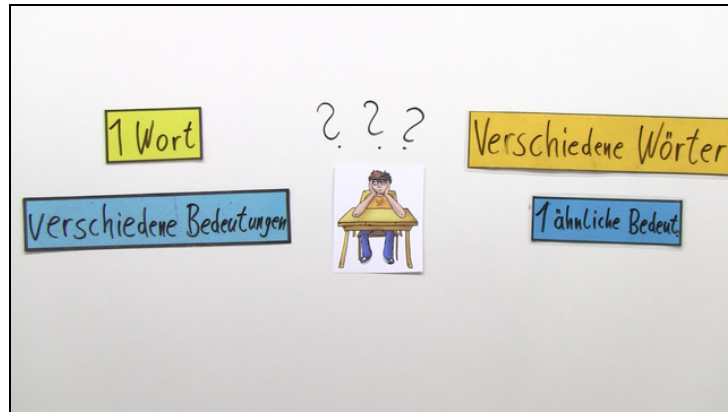 1 Wort
verschiedene Bedeutungen
? ? ?
Verschiedene Wörter
1 ähnliche Bedeut.